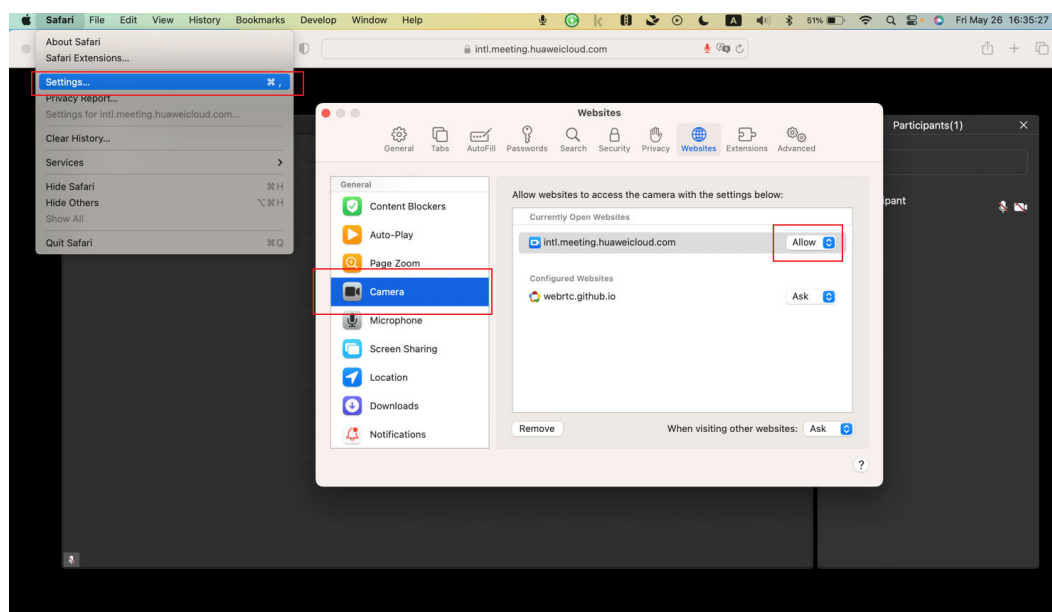 Safari File Edit View History Bookmarks Develop Window Help A 51% Fri May 26 16:35:27
About Safari
Safari Extensions...
intl.meeting.huaweicloud.com
Settings... ⌘ ,
Privacy Report...
Settings for intl.meeting.huaweicloud.com...
Clear History...
Services
Hide Safari ⌘H
Hide Others ⌥⌘H
Show All
Quit Safari ⌘Q
Websites
General Tabs AutoFill Passwords Search Security Privacy Websites Extensions Advanced
General
Content Blockers
Auto-Play
Page Zoom
Camera
Microphone
Screen Sharing
Location
Downloads
Notifications
Allow websites to access the camera with the settings below:
Currently Open Websites
intl.meeting.huaweicloud.com Allow
Configured Websites
webrtc.github.io Ask
Remove
When visiting other websites: Ask
?
Participants(1)
ipant